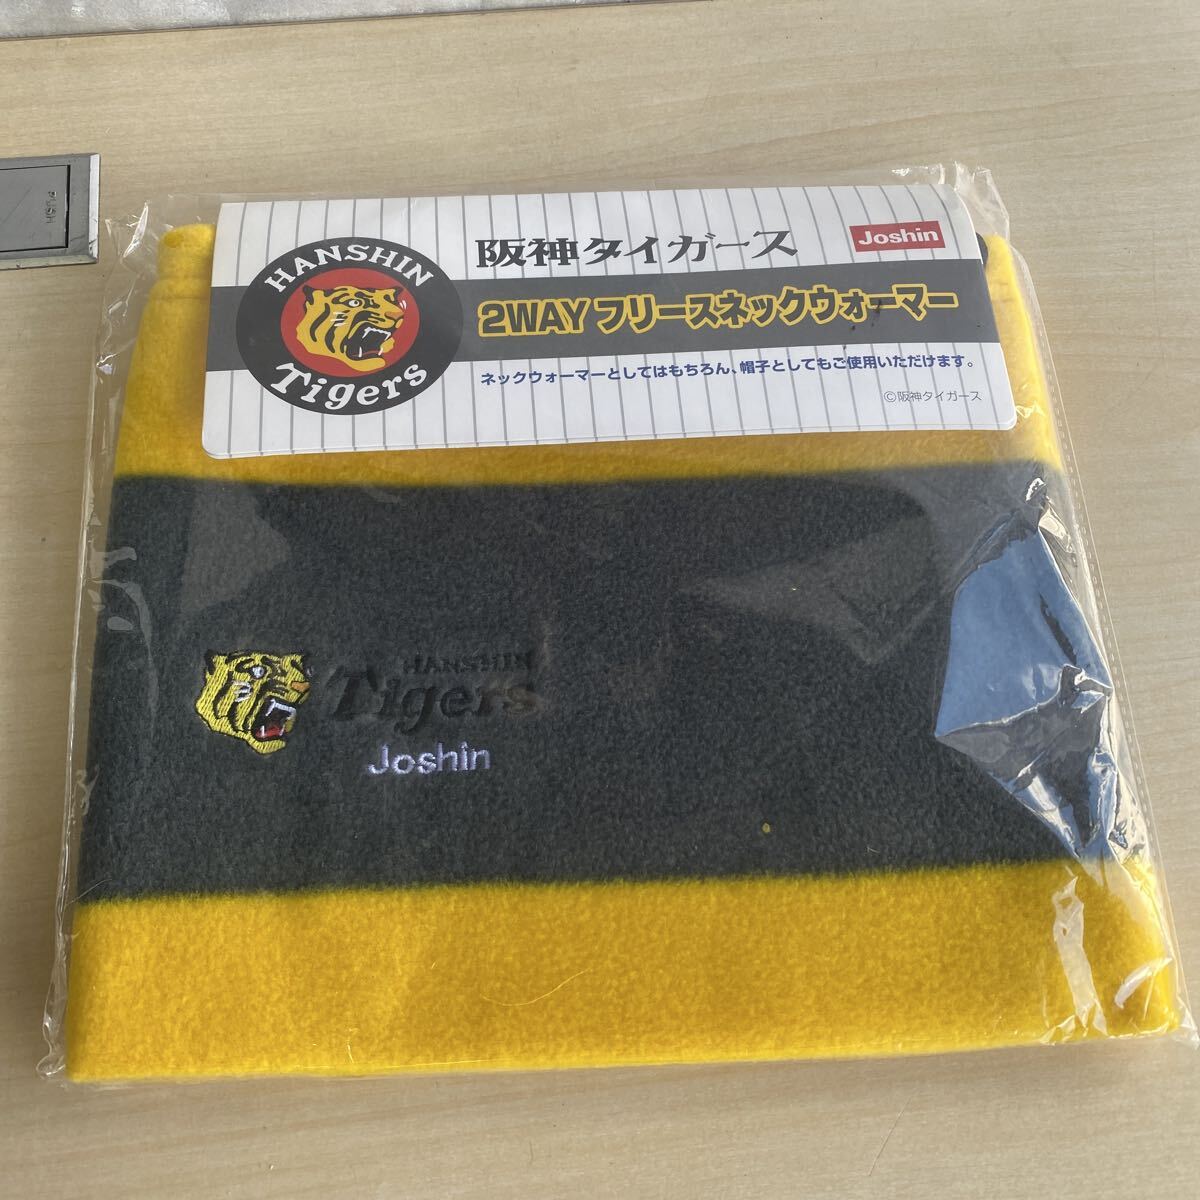 PUSH
HANSHIN
Tigers
阪神タイガース
Joshin
2WAY フリースネックウォーマー
ネックウォーマーとしてはもちろん、帽子としてもご使用いただけます。
©阪神タイガース
HANSHIN
Tigers
Joshin